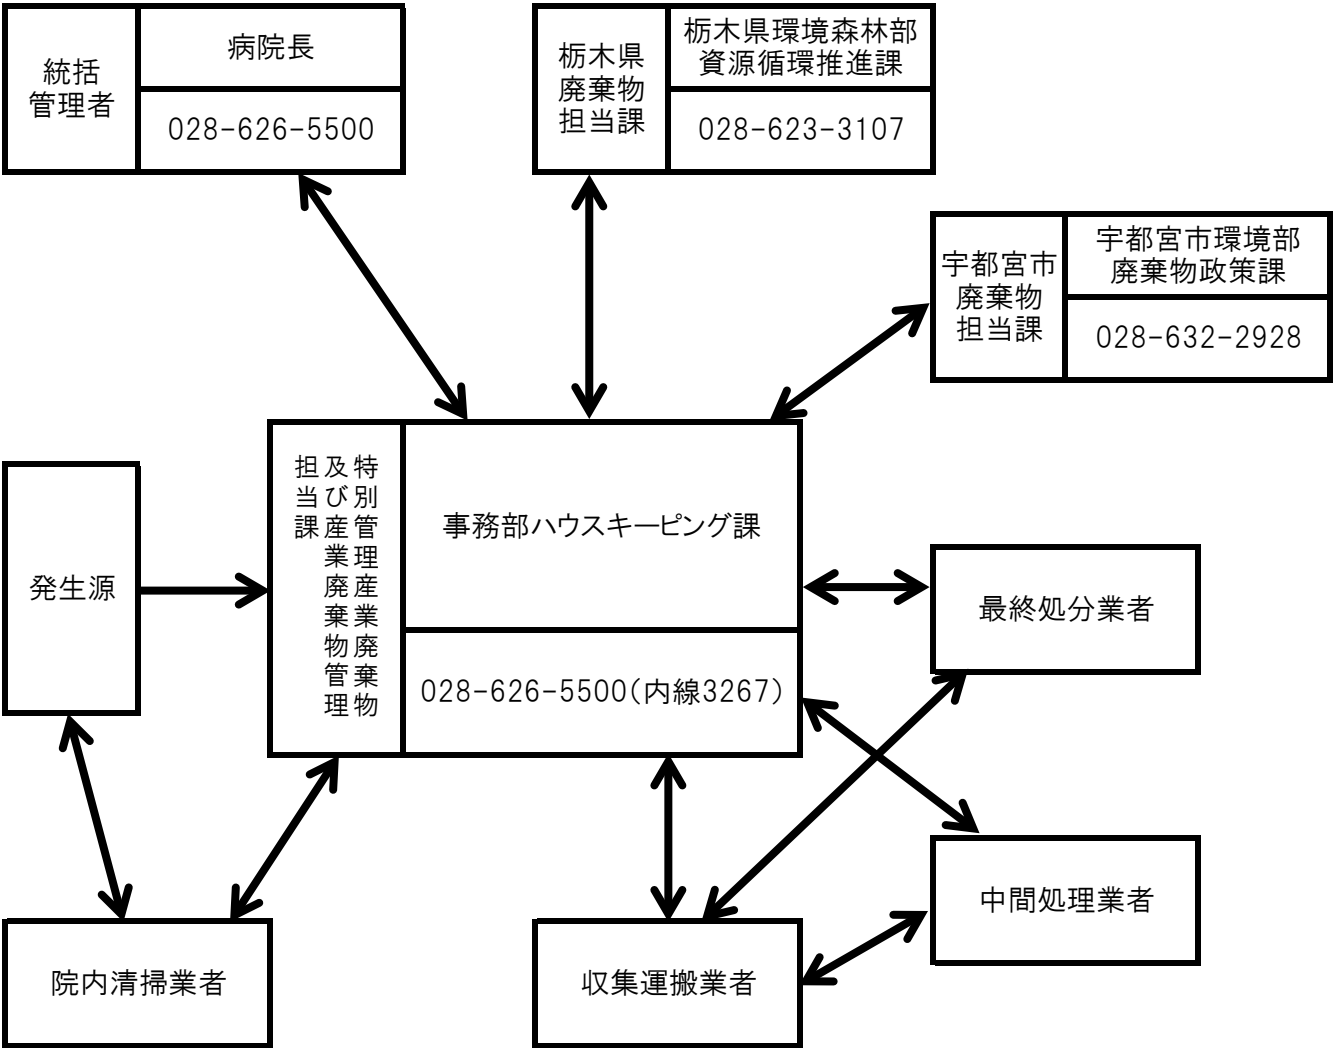 統括
管理者
病院長
028-626-5500
栃木県
廃棄物
担当課
栃木県環境森林部
資源循環推進課
028-623-3107
宇都宮市
廃棄物
担当課
宇都宮市環境部
廃棄物政策課
028-632-2928
特別管理産業廃棄物
及び産業廃棄物管理
担当課
事務部ハウスキーピング課
028-626-5500(内線3267)
発生源
最終処分業者
中間処理業者
院内清掃業者
収集運搬業者